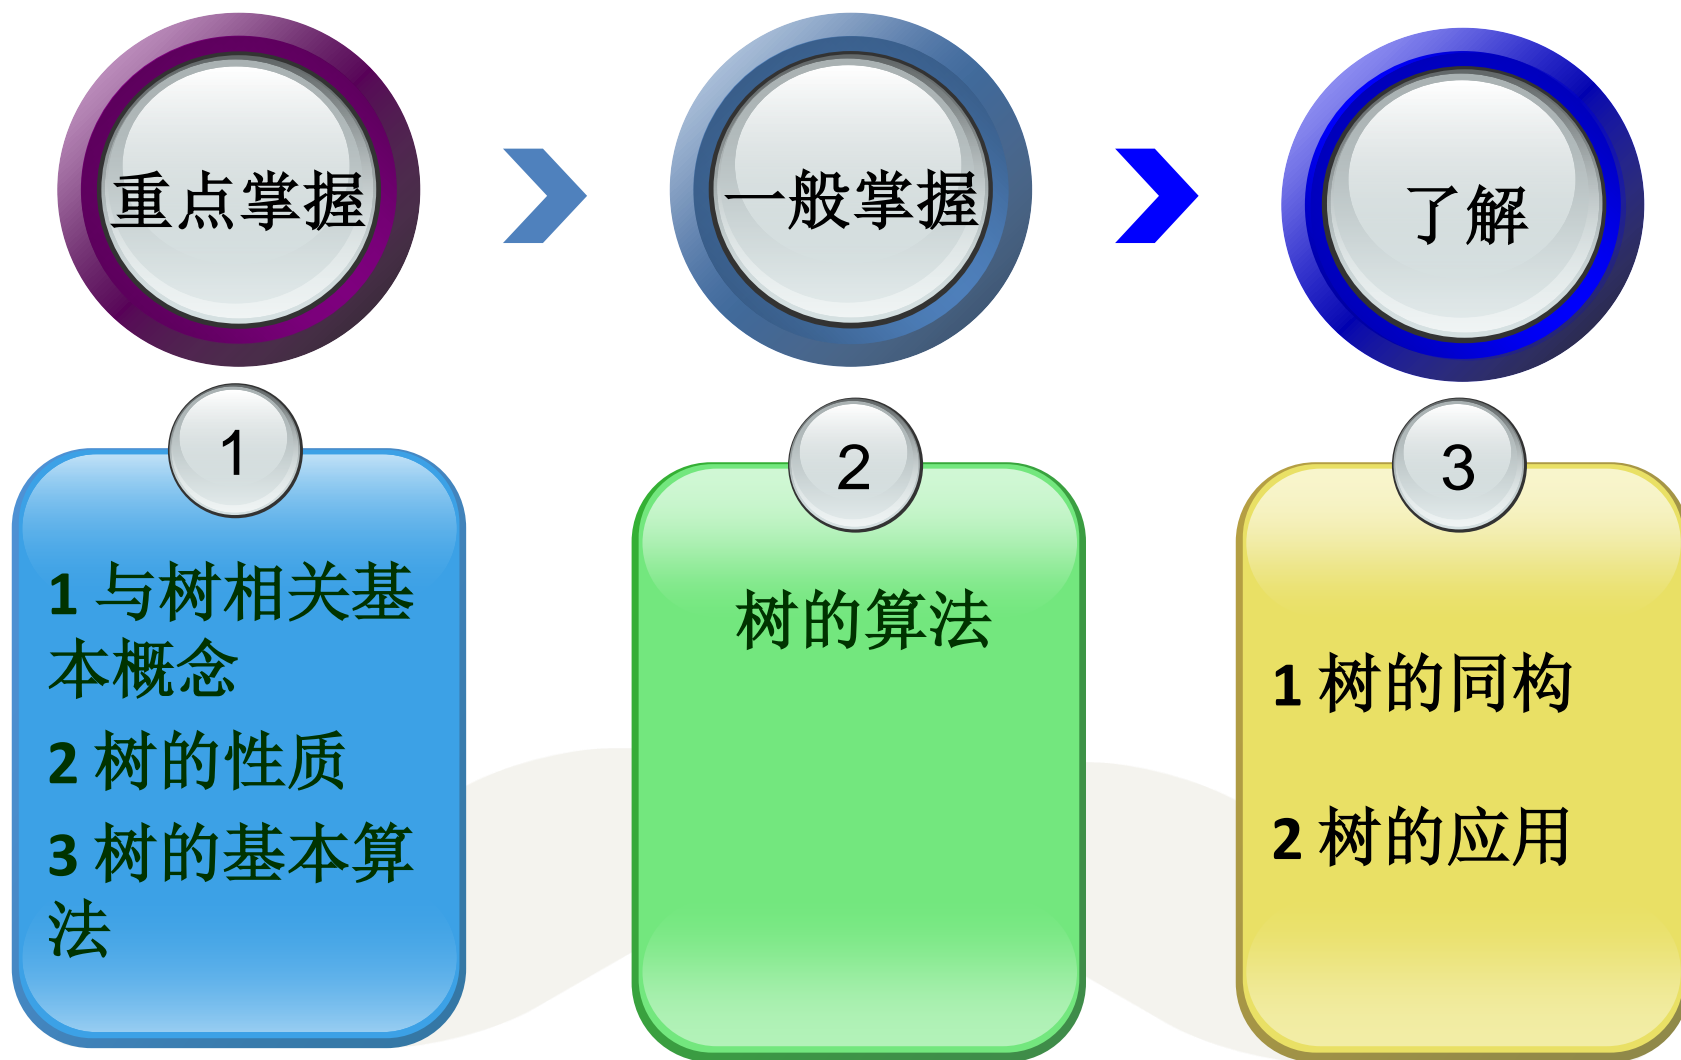 重点掌握
一般掌握
了解
1
1 与树相关基
本概念
2 树的性质
3 树的基本算
法
2
树的算法
3
1 树的同构
2 树的应用